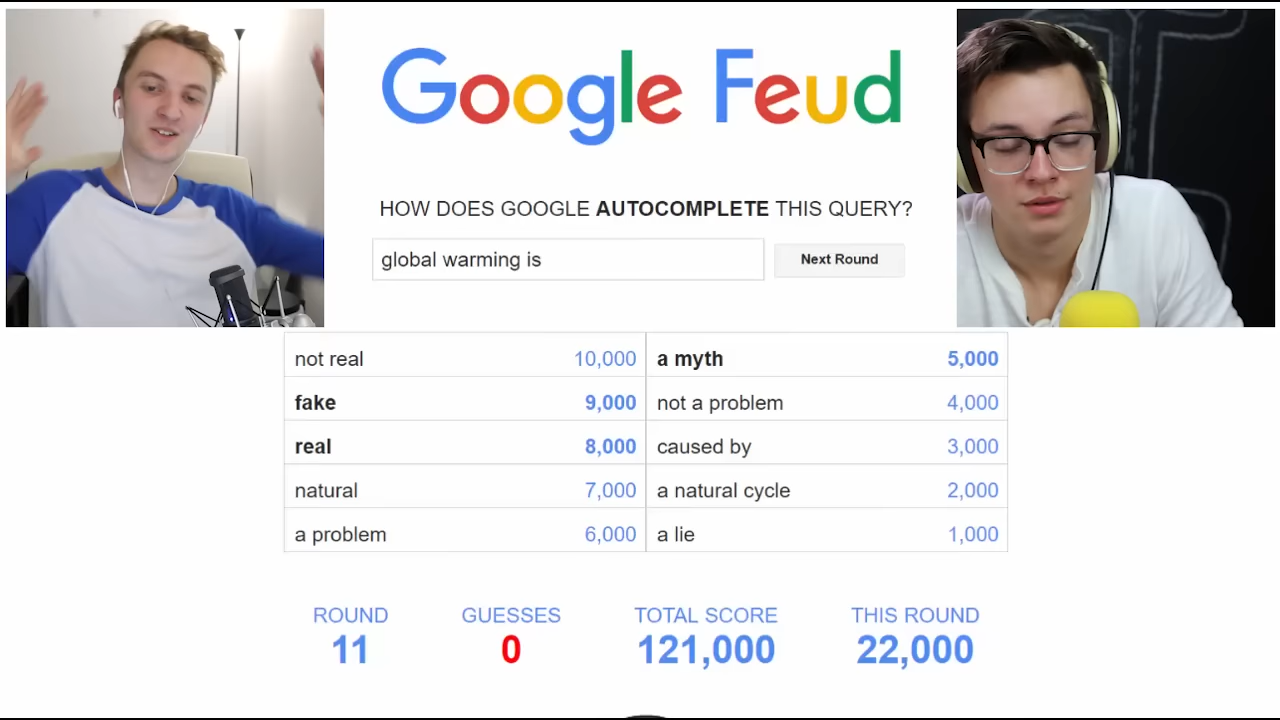 Google Feud
HOW DOES GOOGLE AUTOCOMPLETE THIS QUERY?
global warming is
Next Round
not real 10,000
fake 9,000
real 8,000
natural 7,000
a problem 6,000
a myth 5,000
not a problem 4,000
caused by 3,000
a natural cycle 2,000
a lie 1,000
ROUND
11
GUESSES
0
TOTAL SCORE
121,000
THIS ROUND
22,000